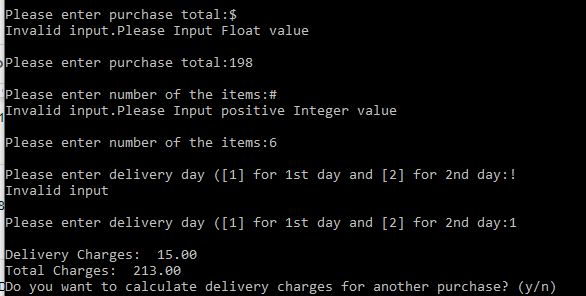 Please enter purchase total:$
Invalid input.Please Input Float value
Please enter purchase total:198
Please enter number of the items:#
Invalid input.Please Input positive Integer value
Please enter number of the items:6
Please enter delivery day ([1] for 1st day and [2] for 2nd day:!
Invalid input
Please enter delivery day ([1] for 1st day and [2] for 2nd day:1
Delivery Charges:  15.00
Total Charges:  213.00
Do you want to calculate delivery charges for another purchase? (y/n)